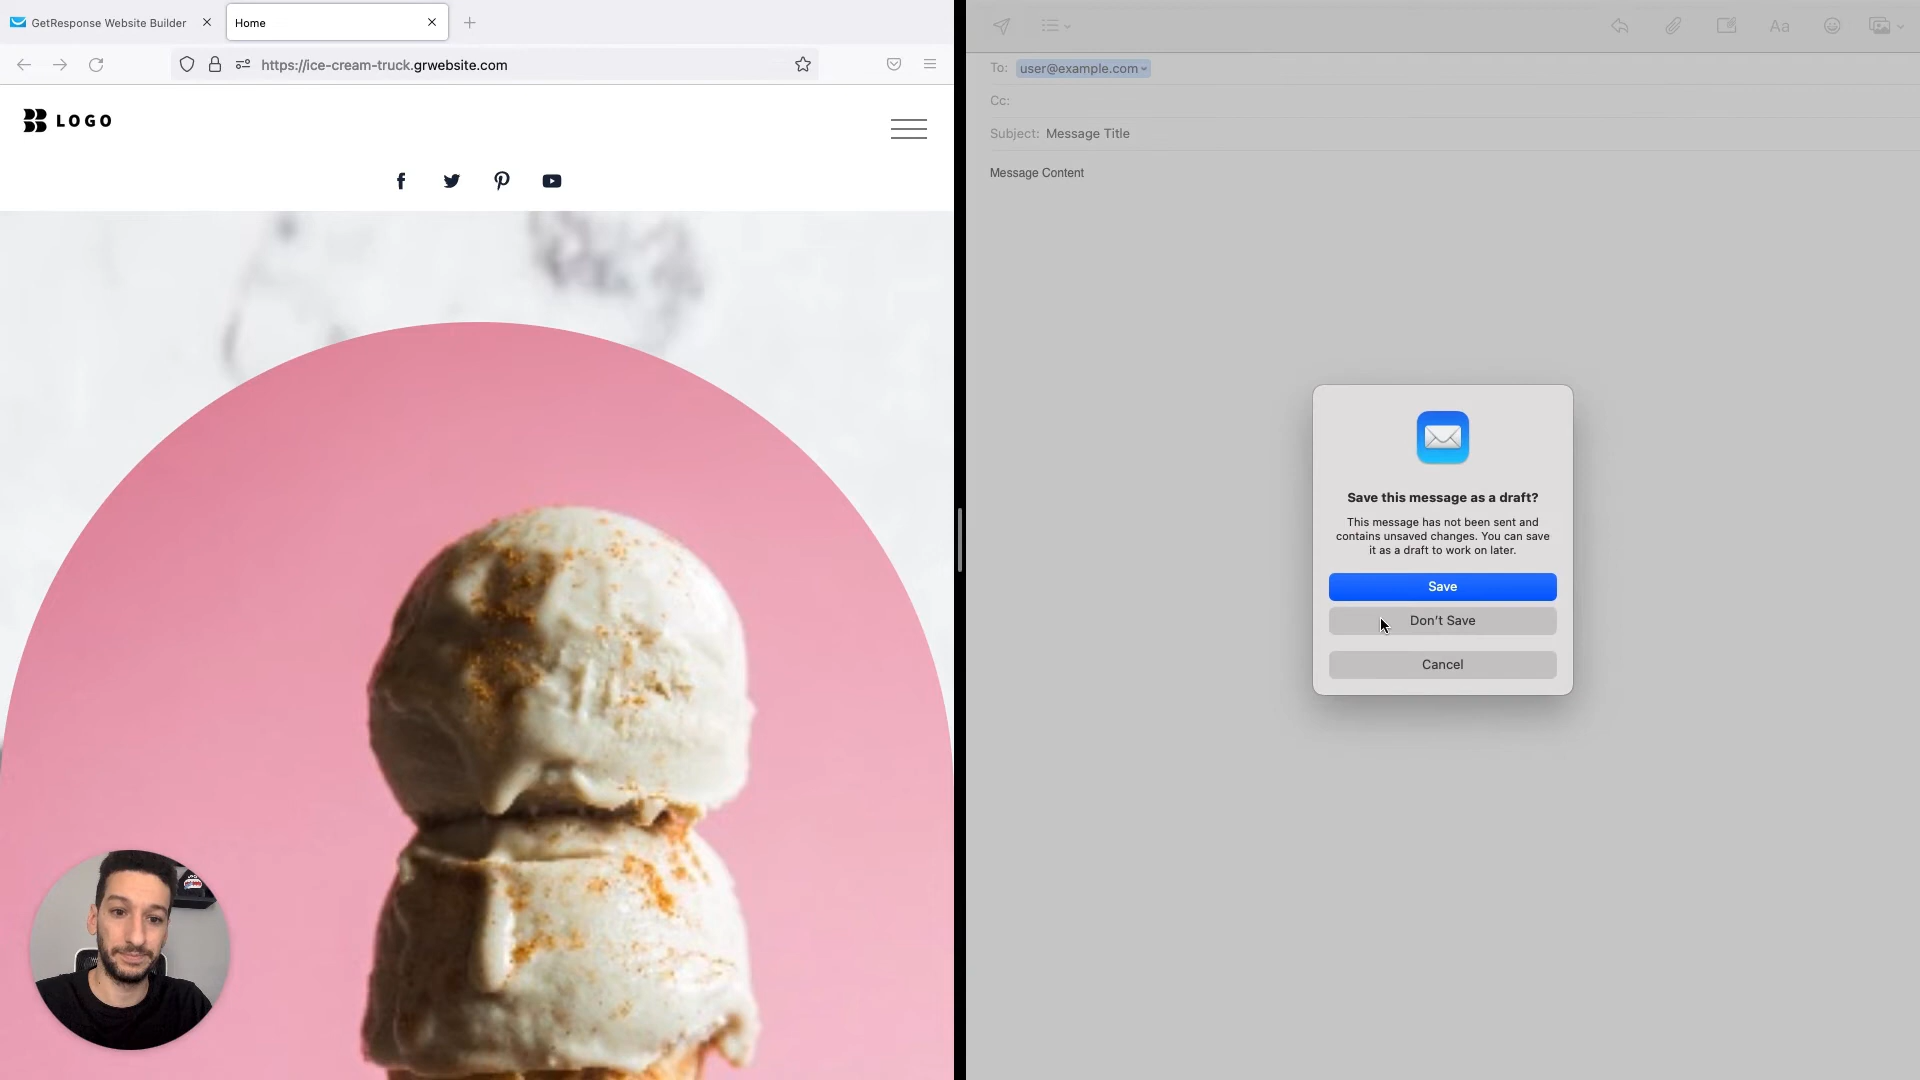 GetResponse Website Builder
Home
https://ice-cream-truck.grwebsite.com
LOGO
To: user@example.com
Cc:
Subject: Message Title
Message Content
Aa
Save this message as a draft?
This message has not been sent and
contains unsaved changes. You can save
it as a draft to work on later.
Save
Don't Save
Cancel